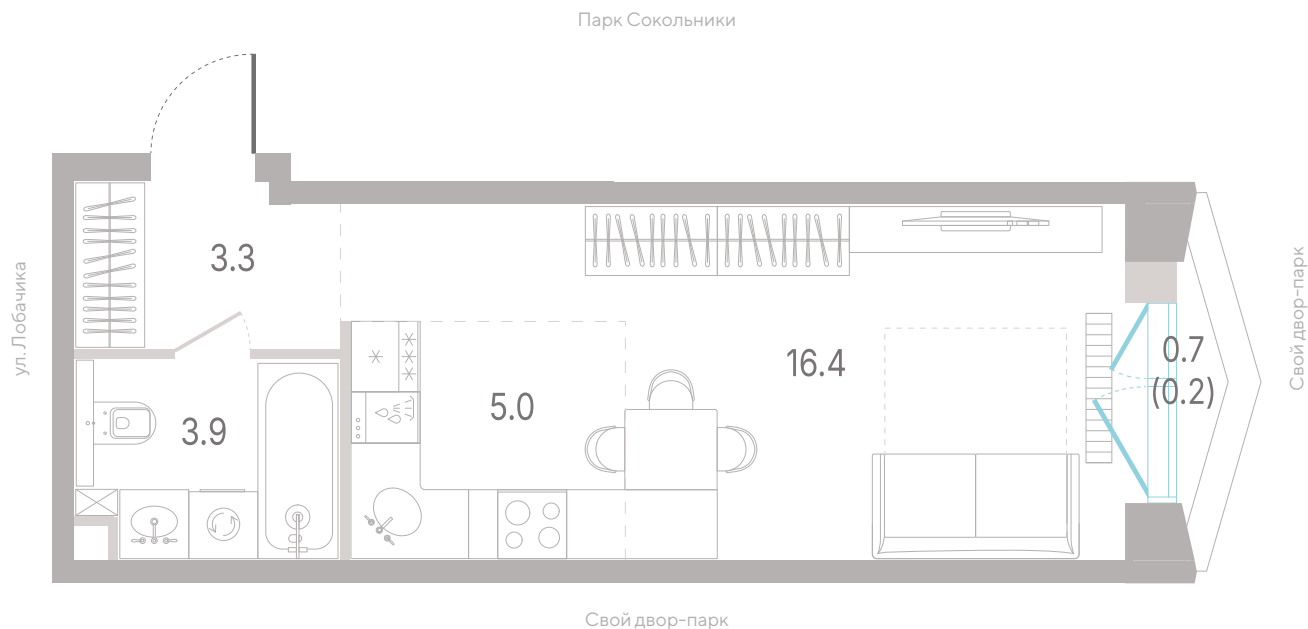 Парк Сокольники
ул. Лобачика
3.3
16.4
0.7
(0.2)
Свой двор-парк
5.0
3.9
Свой двор-парк